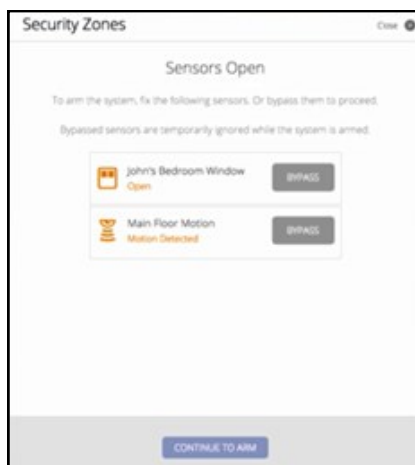 Security Zones
Close
Sensors Open
To arm the system, fix the following sensors. Or bypass them to proceed.
Bypassed sensors are temporarily ignored while the system is armed.
John's Bedroom Window
Open
BYPASS
Main Floor Motion
Motion Detected
BYPASS
CONTINUE TO ARM